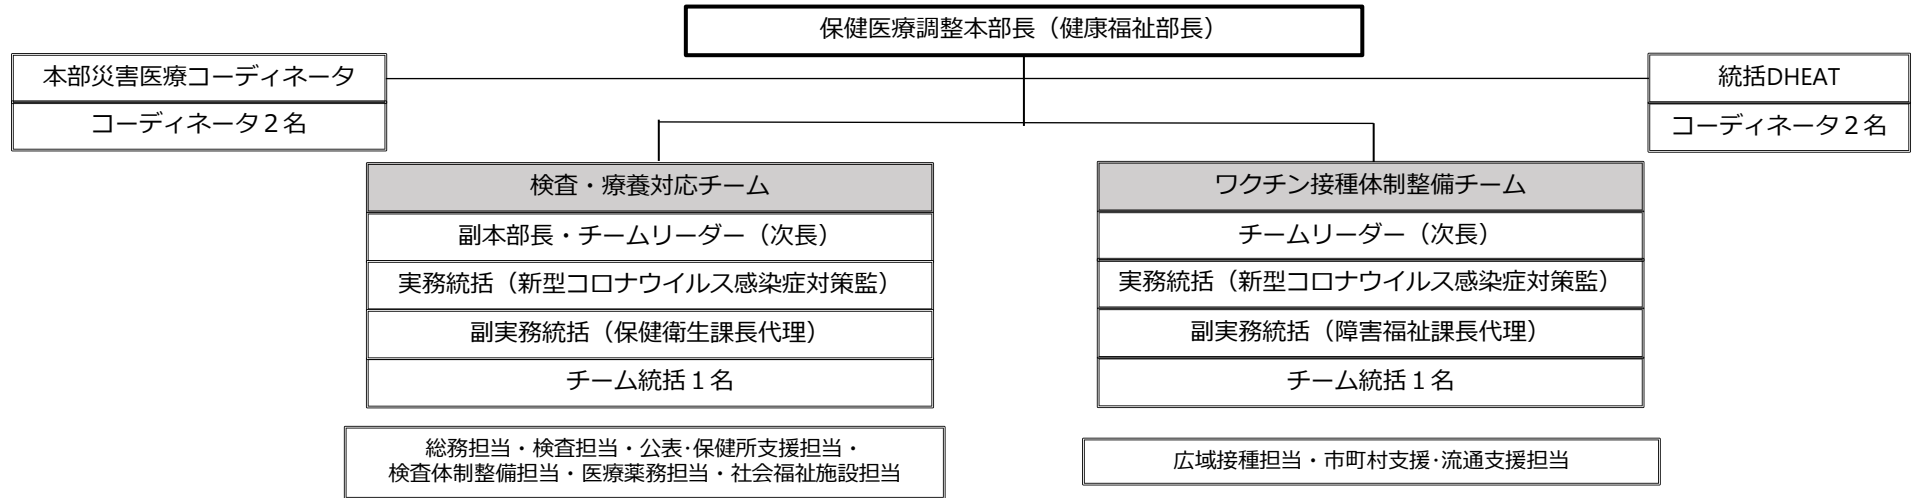 保健医療調整本部長（健康福祉部長）
本部災害医療コーディネータ
コーディネータ２名
統括DHEAT
コーディネータ２名
検査・療養対応チーム
副本部長・チームリーダー（次長）
実務統括（新型コロナウイルス感染症対策監）
副実務統括（保健衛生課長代理）
チーム統括１名
総務担当・検査担当・公表･保健所支援担当・
検査体制整備担当・医療薬務担当・社会福祉施設担当
ワクチン接種体制整備チーム
チームリーダー（次長）
実務統括（新型コロナウイルス感染症対策監）
副実務統括（障害福祉課長代理）
チーム統括１名
広域接種担当・市町村支援･流通支援担当